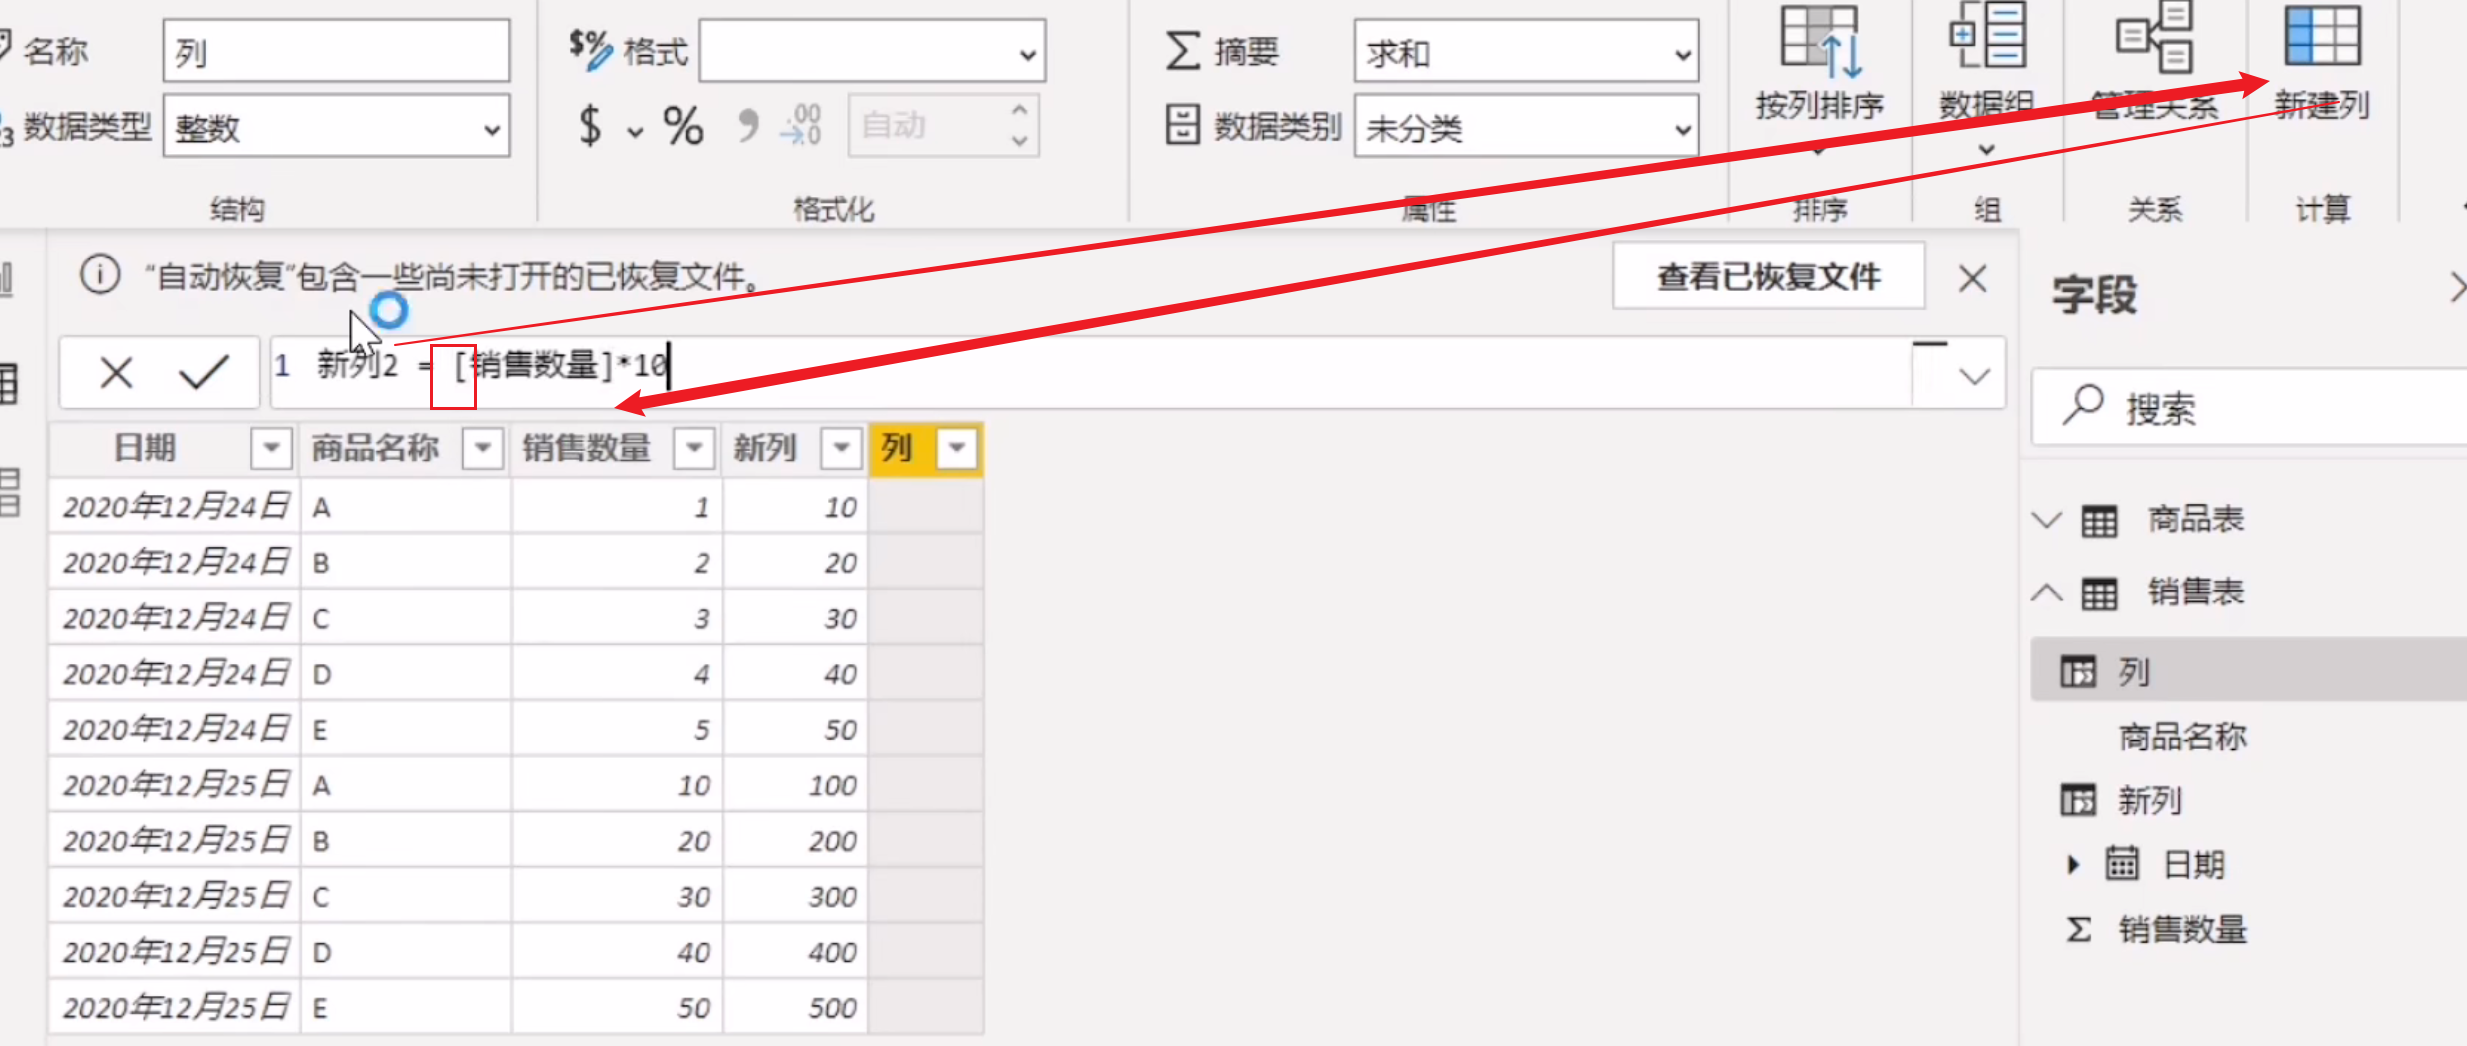 名称 列 $% 格式 摘要 求和
数据类型 整数 $ % 自动 数据类别 未分类 按列排序 数据组 管理关系 新建列
结构 格式化 属性 排序 组 关系 计算
“自动恢复”包含一些尚未打开的已恢复文件。 查看已恢复文件
字段
1 新列2 = [销售数量]*10
搜索
日期 商品名称 销售数量 新列 列
2020年12月24日 A 1 10
2020年12月24日 B 2 20
2020年12月24日 C 3 30
2020年12月24日 D 4 40
2020年12月24日 E 5 50
2020年12月25日 A 10 100
2020年12月25日 B 20 200
2020年12月25日 C 30 300
2020年12月25日 D 40 400
2020年12月25日 E 50 500
商品表
销售表
列
商品名称
新列
日期
Σ 销售数量